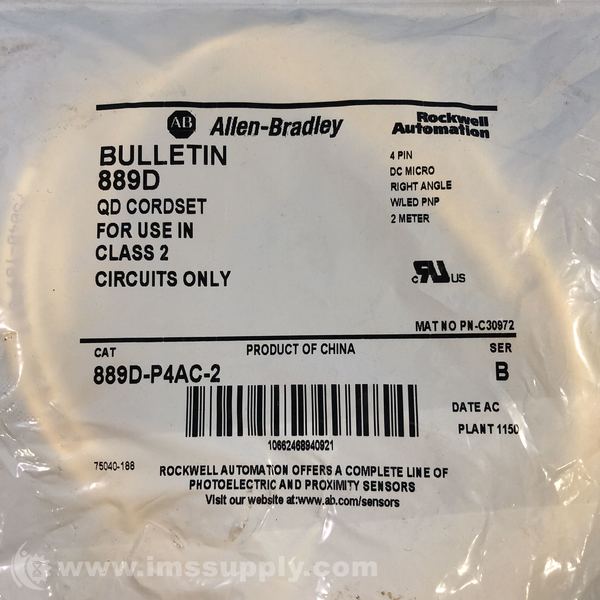 AB Allen-Bradley
Rockwell
Automation
BULLETIN
889D
QD CORDSET
FOR USE IN
CLASS 2
CIRCUITS ONLY
4 PIN
DC MICRO
RIGHT ANGLE
W/LED PNP
2 METER
c RU US
MAT NO PN-C30972
CAT PRODUCT OF CHINA SER
889D-P4AC-2 B
10662468940921
DATE AC
PLANT 1150
75040-188
ROCKWELL AUTOMATION OFFERS A COMPLETE LINE OF
PHOTOELECTRIC AND PROXIMITY SENSORS
Visit our website at:www.ab.com/sensors
www.imssupply.com